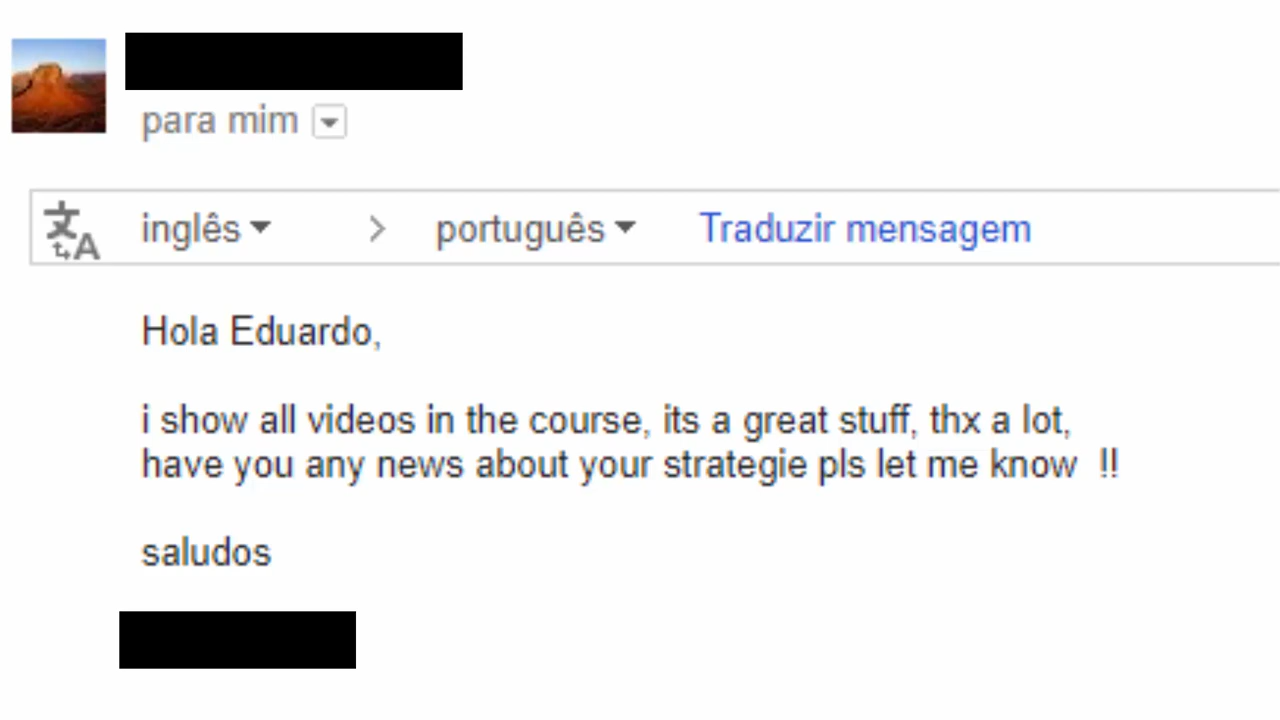 para mim
inglês > português Traduzir mensagem
Hola Eduardo,
i show all videos in the course, its a great stuff, thx a lot,
have you any news about your strategie pls let me know !!
saludos